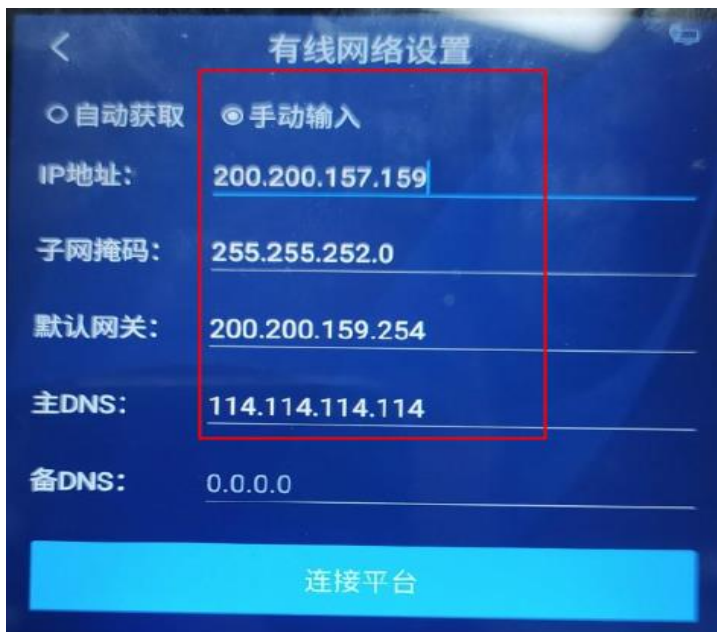 有线网络设置
自动获取 手动输入
IP地址: 200.200.157.159
子网掩码: 255.255.252.0
默认网关: 200.200.159.254
主DNS: 114.114.114.114
备DNS: 0.0.0.0
连接平台